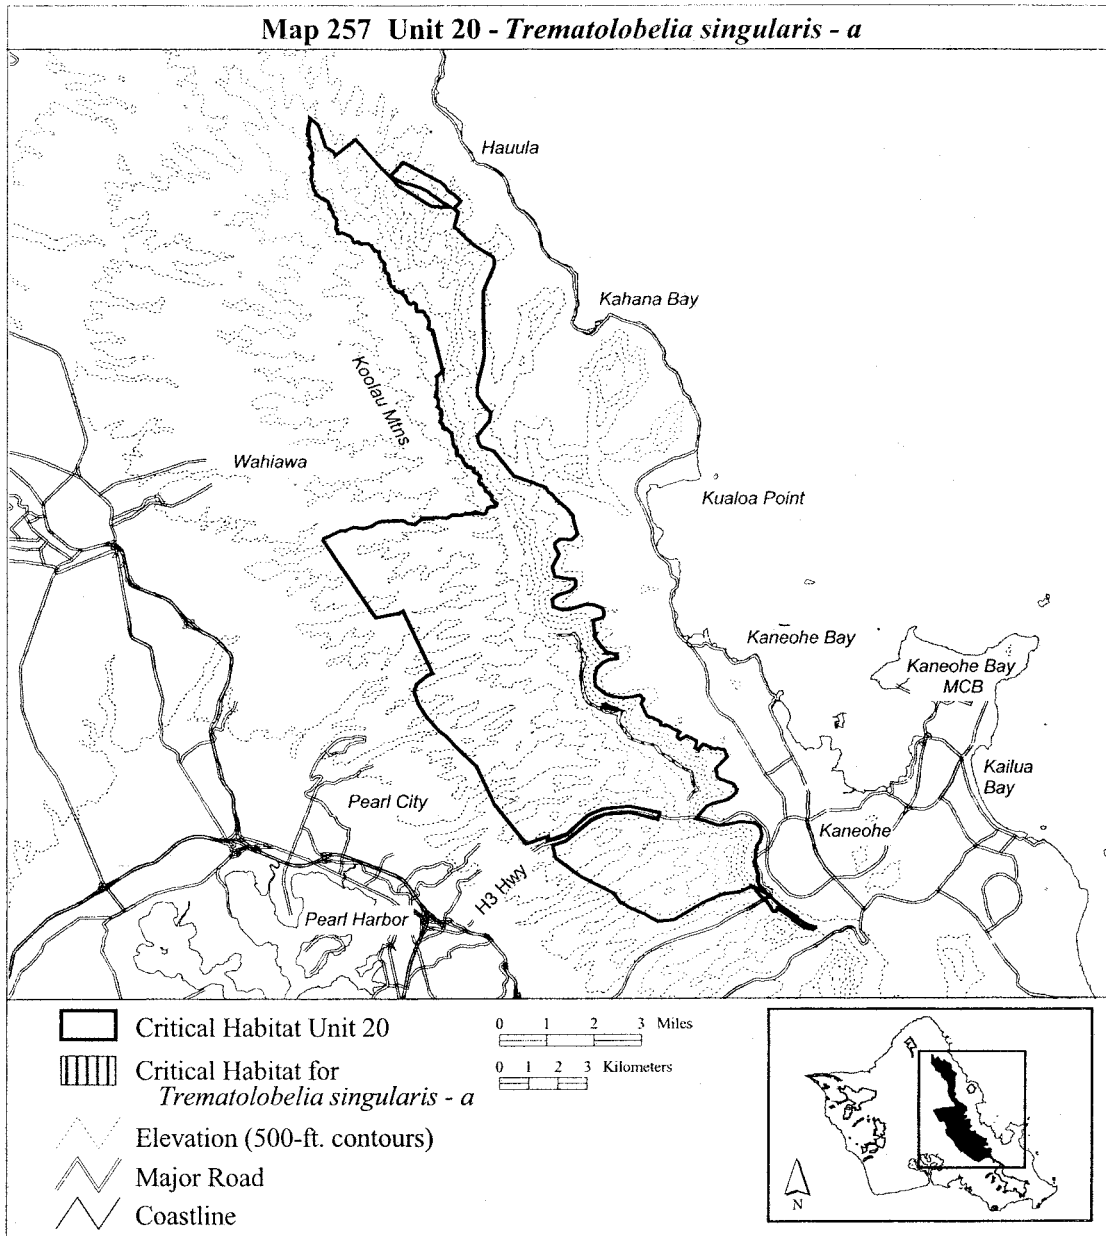 Map 257 Unit 20 - Trematolobelia singularis - a
Hauula
Kahana Bay
Koolau Mtns.
Wahiawa
Kualoa Point
Kaneohe Bay
Kaneohe Bay
MCB
Kailua
Bay
Pearl City
Kaneohe
H3 Hwy
Pearl Harbor
Critical Habitat Unit 20
0 1 2 3 Miles
Critical Habitat for
Trematolobelia singularis - a
0 1 2 3 Kilometers
Elevation (500-ft. contours)
Major Road
Coastline
N